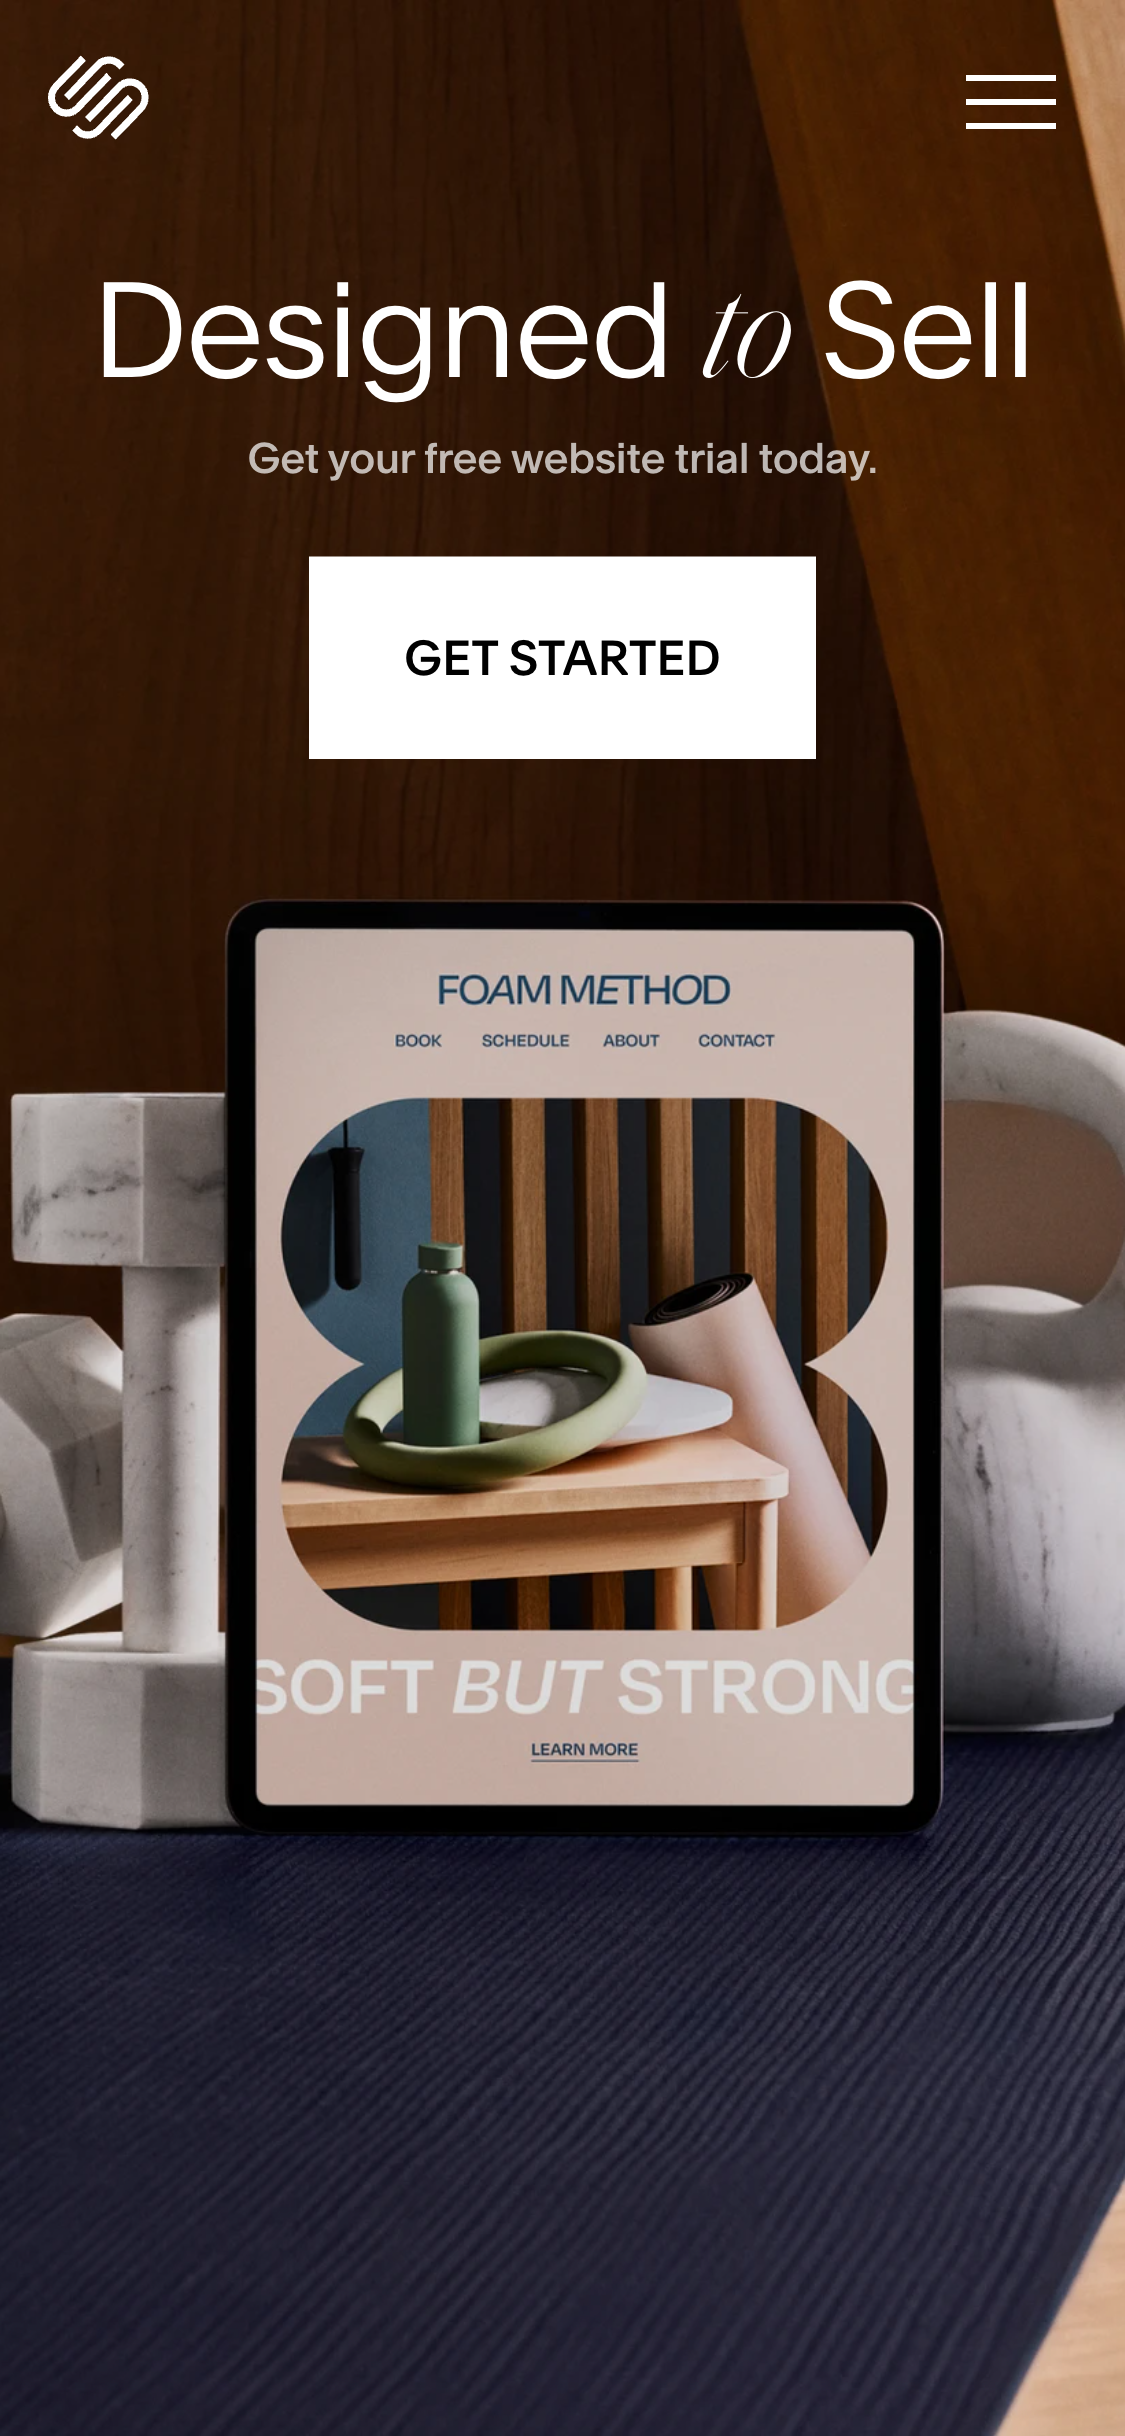 Designed to Sell
Get your free website trial today.
GET STARTED
FOAM METHOD
BOOK SCHEDULE ABOUT CONTACT
SOFT BUT STRONG
LEARN MORE